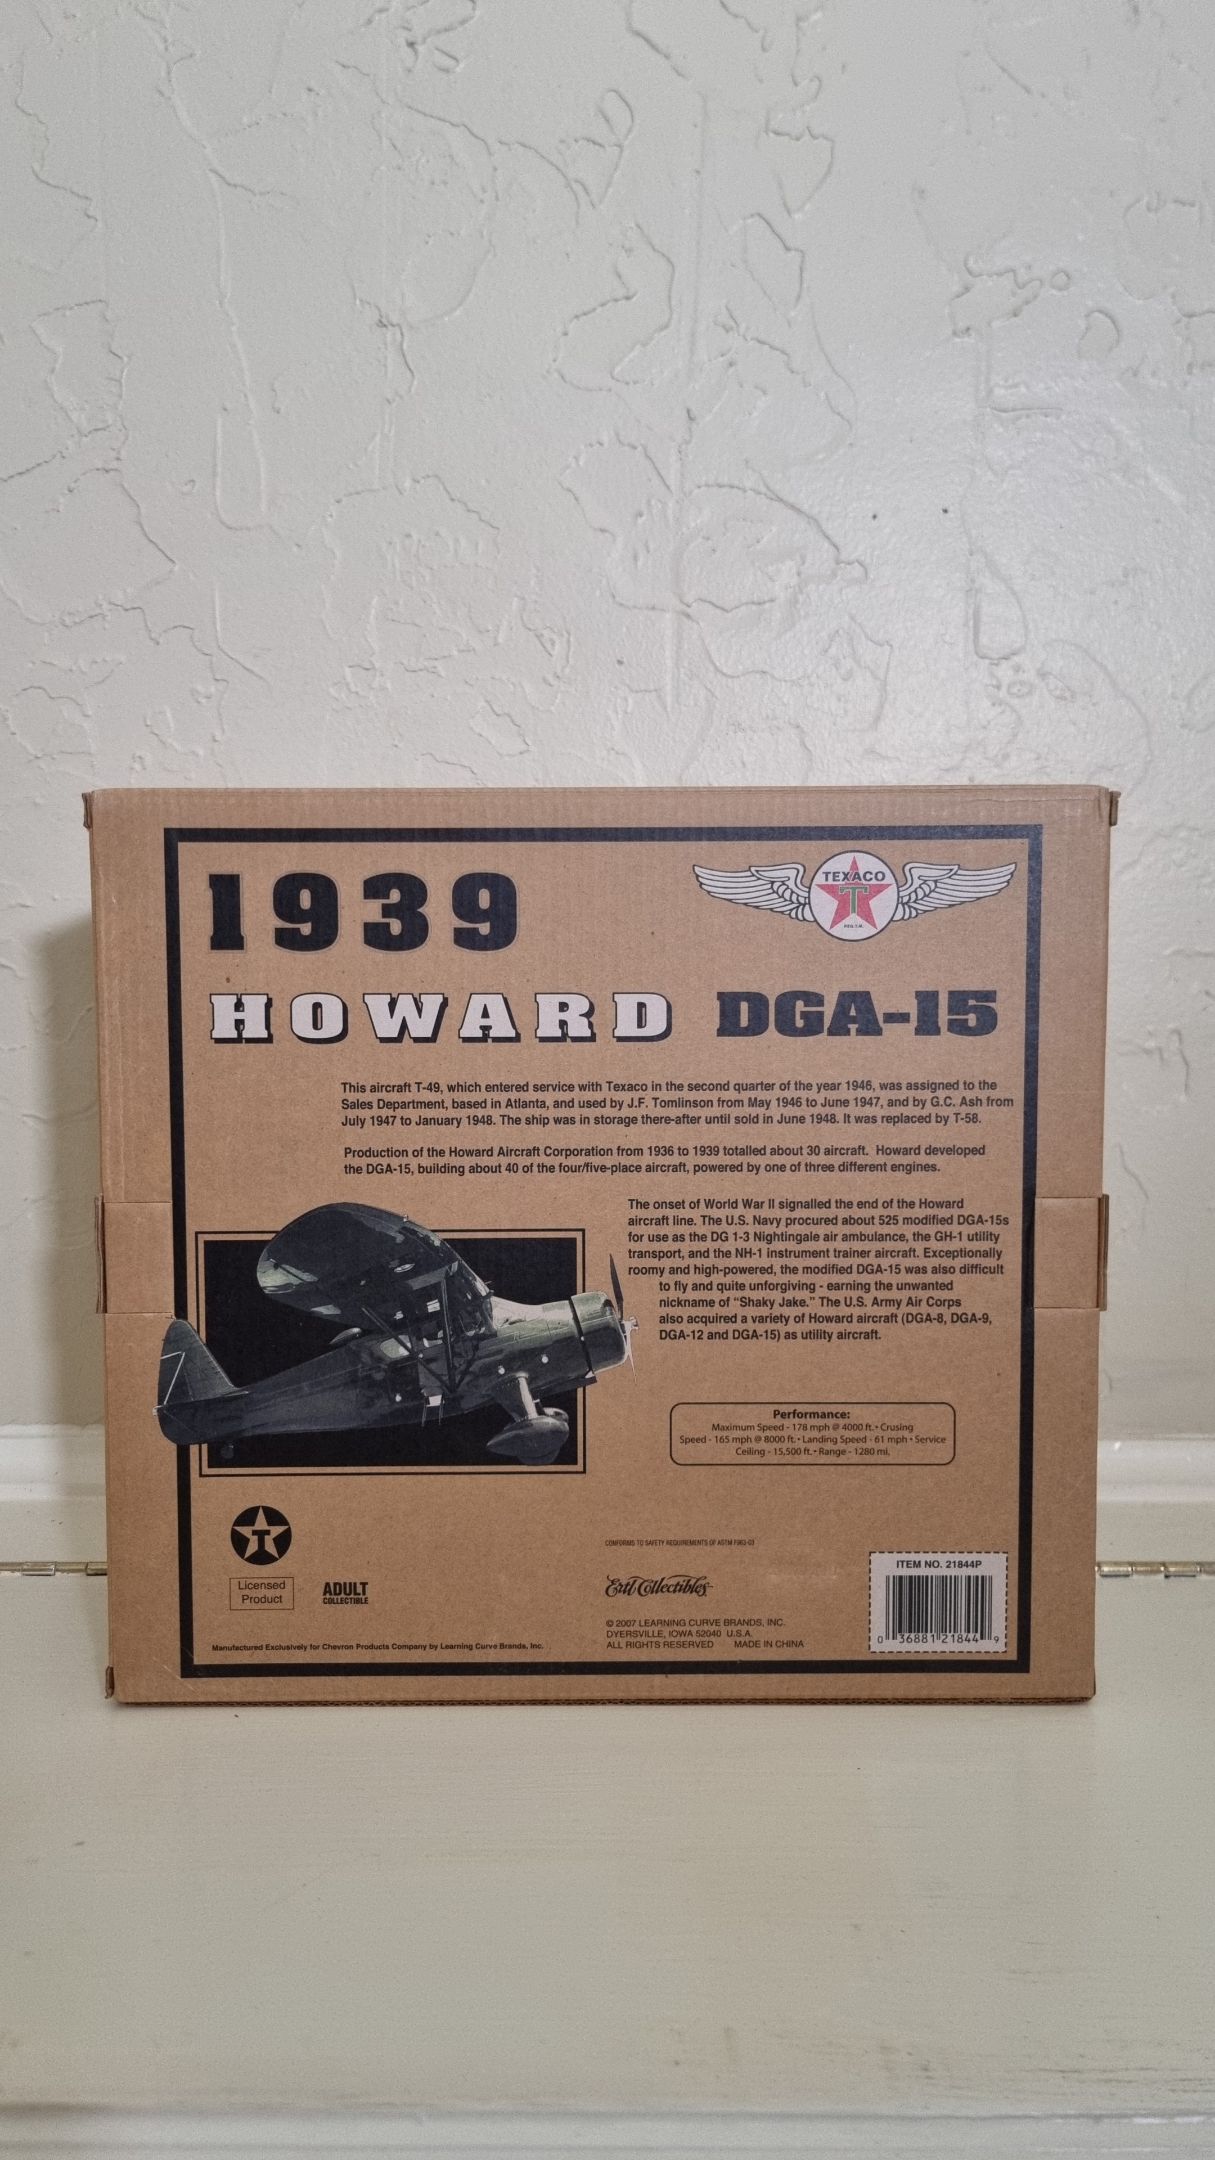 1939
TEXACO
T
REG. T.M.
HOWARD DGA-15
This aircraft T-49, which entered service with Texaco in the second quarter of the year 1946, was assigned to the
Sales Department, based in Atlanta, and used by J.F. Tomlinson from May 1946 to June 1947, and by G.C. Ash from
July 1947 to January 1948. The ship was in storage there-after until sold in June 1948. It was replaced by T-58.
Production of the Howard Aircraft Corporation from 1936 to 1939 totalled about 30 aircraft. Howard developed
the DGA-15, building about 40 of the four/five-place aircraft, powered by one of three different engines.
The onset of World War II signalled the end of the Howard
aircraft line. The U.S. Navy procured about 525 modified DGA-15s
for use as the DG 1-3 Nightingale air ambulance, the GH-1 utility
transport, and the NH-1 instrument trainer aircraft. Exceptionally
roomy and high-powered, the modified DGA-15 was also difficult
to fly and quite unforgiving - earning the unwanted
nickname of “Shaky Jake.” The U.S. Army Air Corps
also acquired a variety of Howard aircraft (DGA-8, DGA-9,
DGA-12 and DGA-15) as utility aircraft.
Performance:
Maximum Speed - 178 mph @ 4000 ft. • Crusing
Speed - 165 mph @ 8000 ft. • Landing Speed - 61 mph • Service
Ceiling - 15,500 ft. • Range - 1280 mi.
T
Licensed
Product
ADULT
COLLECTIBLE
Manufactured Exclusively for Chevron Products Company by Learning Curve Brands, Inc.
CONFORMS TO SAFETY REQUIREMENTS OF ASTM F963-03
Ertl Collectibles
© 2007 LEARNING CURVE BRANDS, INC.
DYERSVILLE, IOWA 52040 U.S.A.
ALL RIGHTS RESERVED MADE IN CHINA
ITEM NO. 21844P
0 36881 21844 9